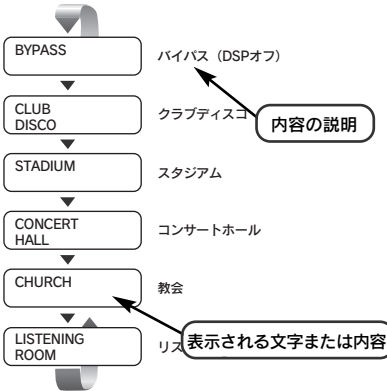 BYPASS
バイパス（DSPオフ）
CLUB
DISCO
クラブディスコ
内容の説明
STADIUM
スタジアム
CONCERT
HALL
コンサートホール
CHURCH
教会
LISTENING
ROOM
リス
表示される文字または内容